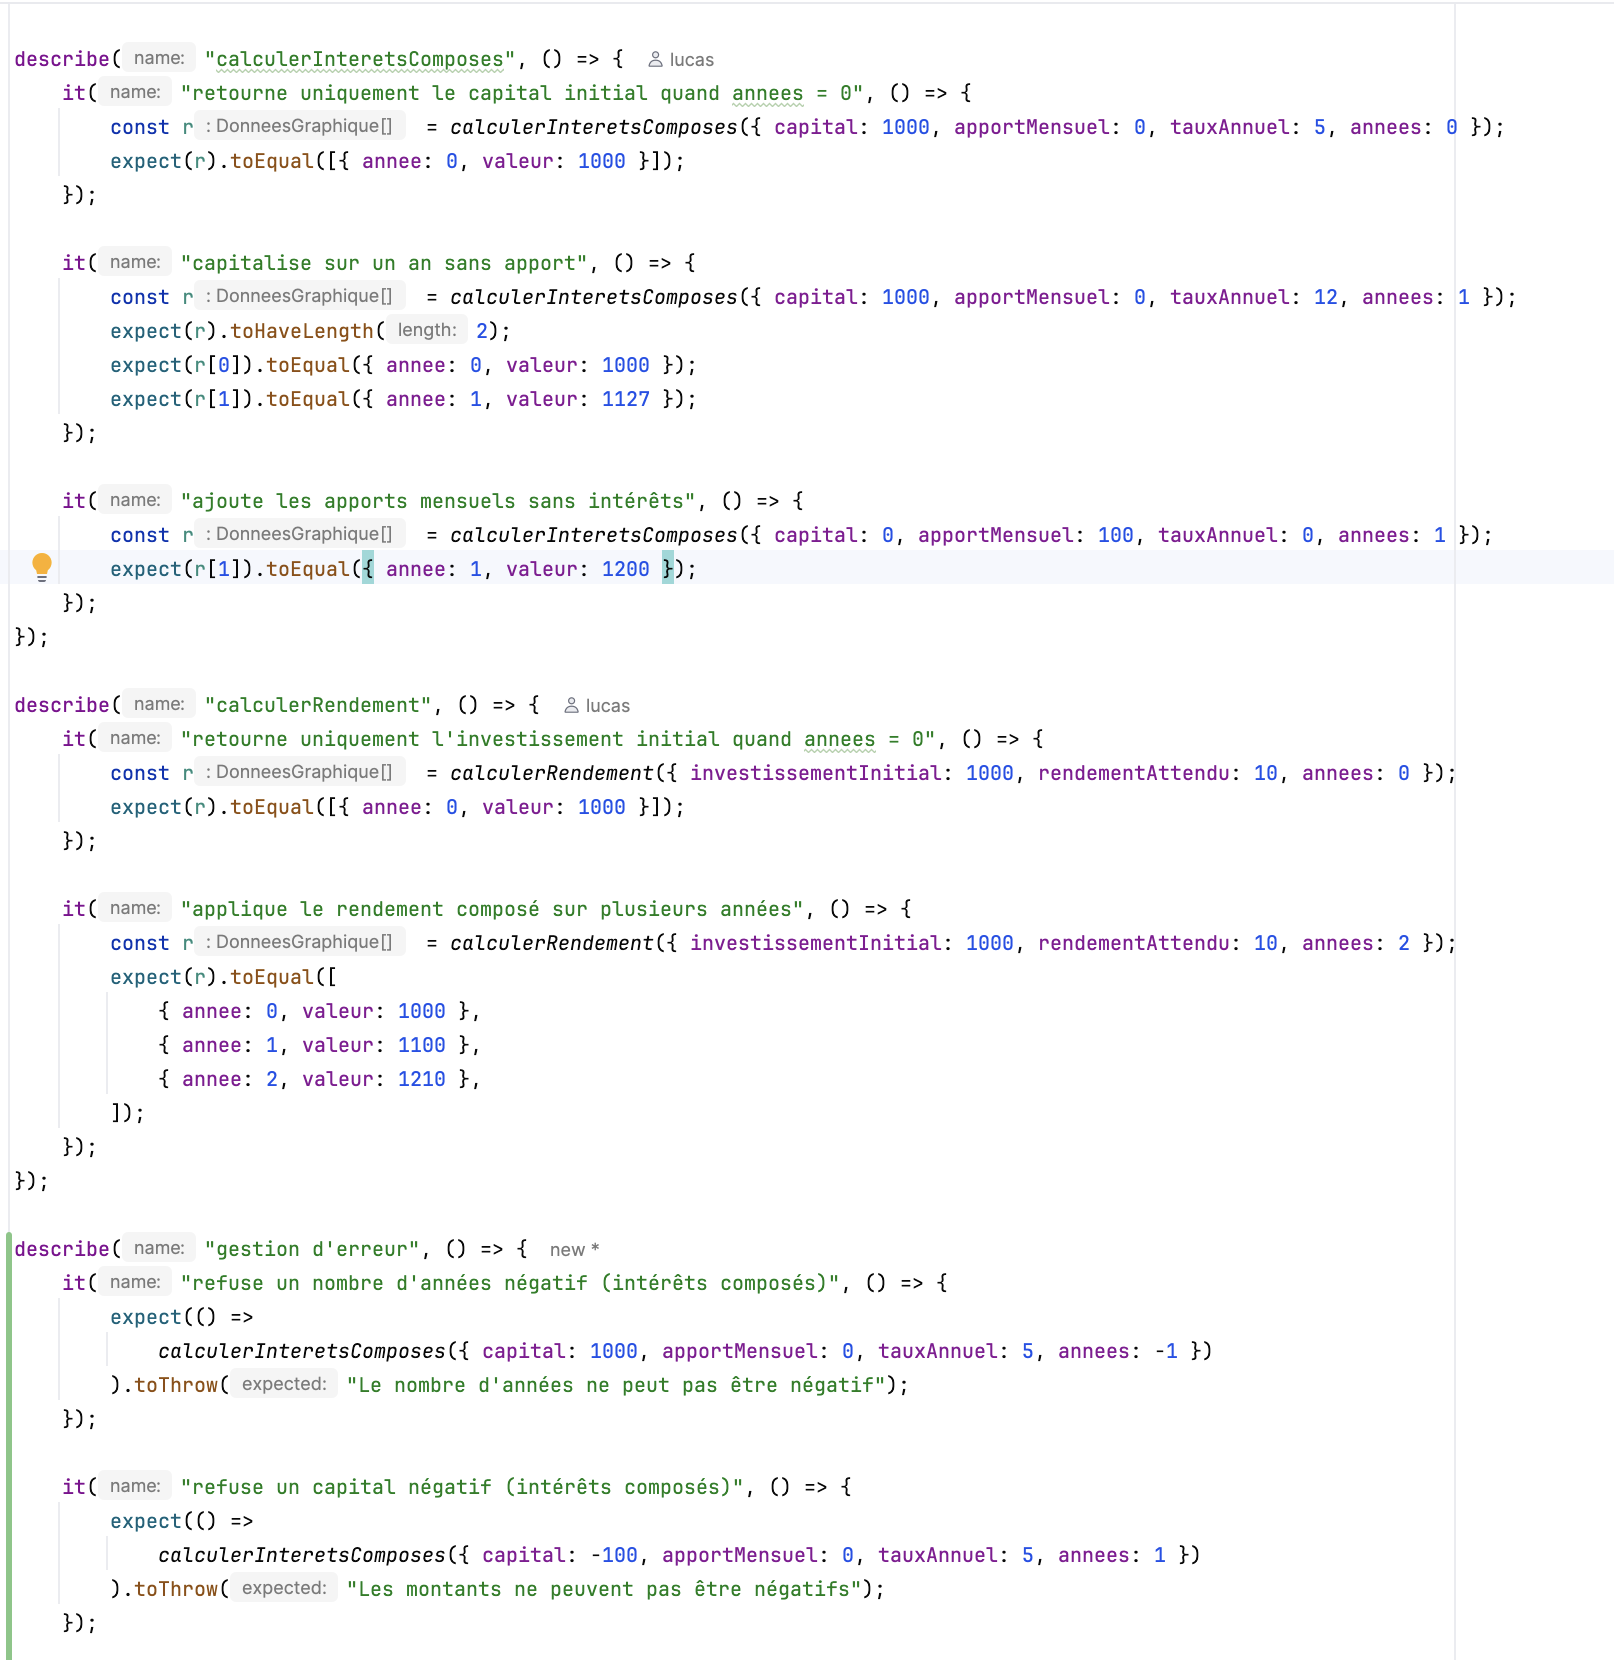 describe( name: "calculerInteretsComposes", () => { lucas
it( name: "retourne uniquement le capital initial quand annees = 0", () => {
const r : DonneesGraphique[] = calculerInteretsComposes({ capital: 1000, apportMensuel: 0, tauxAnnuel: 5, annees: 0 });
expect(r).toEqual([{ annee: 0, valeur: 1000 }]);
});
it( name: "capitalise sur un an sans apport", () => {
const r : DonneesGraphique[] = calculerInteretsComposes({ capital: 1000, apportMensuel: 0, tauxAnnuel: 12, annees: 1 });
expect(r).toHaveLength( length: 2);
expect(r[0]).toEqual({ annee: 0, valeur: 1000 });
expect(r[1]).toEqual({ annee: 1, valeur: 1127 });
});
it( name: "ajoute les apports mensuels sans intérêts", () => {
const r : DonneesGraphique[] = calculerInteretsComposes({ capital: 0, apportMensuel: 100, tauxAnnuel: 0, annees: 1 });
expect(r[1]).toEqual({ annee: 1, valeur: 1200 });
});
});
describe( name: "calculerRendement", () => { lucas
it( name: "retourne uniquement l'investissement initial quand annees = 0", () => {
const r : DonneesGraphique[] = calculerRendement({ investissementInitial: 1000, rendementAttendu: 10, annees: 0 });
expect(r).toEqual([{ annee: 0, valeur: 1000 }]);
});
it( name: "applique le rendement composé sur plusieurs années", () => {
const r : DonneesGraphique[] = calculerRendement({ investissementInitial: 1000, rendementAttendu: 10, annees: 2 });
expect(r).toEqual([
{ annee: 0, valeur: 1000 },
{ annee: 1, valeur: 1100 },
{ annee: 2, valeur: 1210 },
]);
});
});
describe( name: "gestion d'erreur", () => { new *
it( name: "refuse un nombre d'années négatif (intérêts composés)", () => {
expect(() =>
calculerInteretsComposes({ capital: 1000, apportMensuel: 0, tauxAnnuel: 5, annees: -1 })
).toThrow( expected: "Le nombre d'années ne peut pas être négatif");
});
it( name: "refuse un capital négatif (intérêts composés)", () => {
expect(() =>
calculerInteretsComposes({ capital: -100, apportMensuel: 0, tauxAnnuel: 5, annees: 1 })
).toThrow( expected: "Les montants ne peuvent pas être négatifs");
});